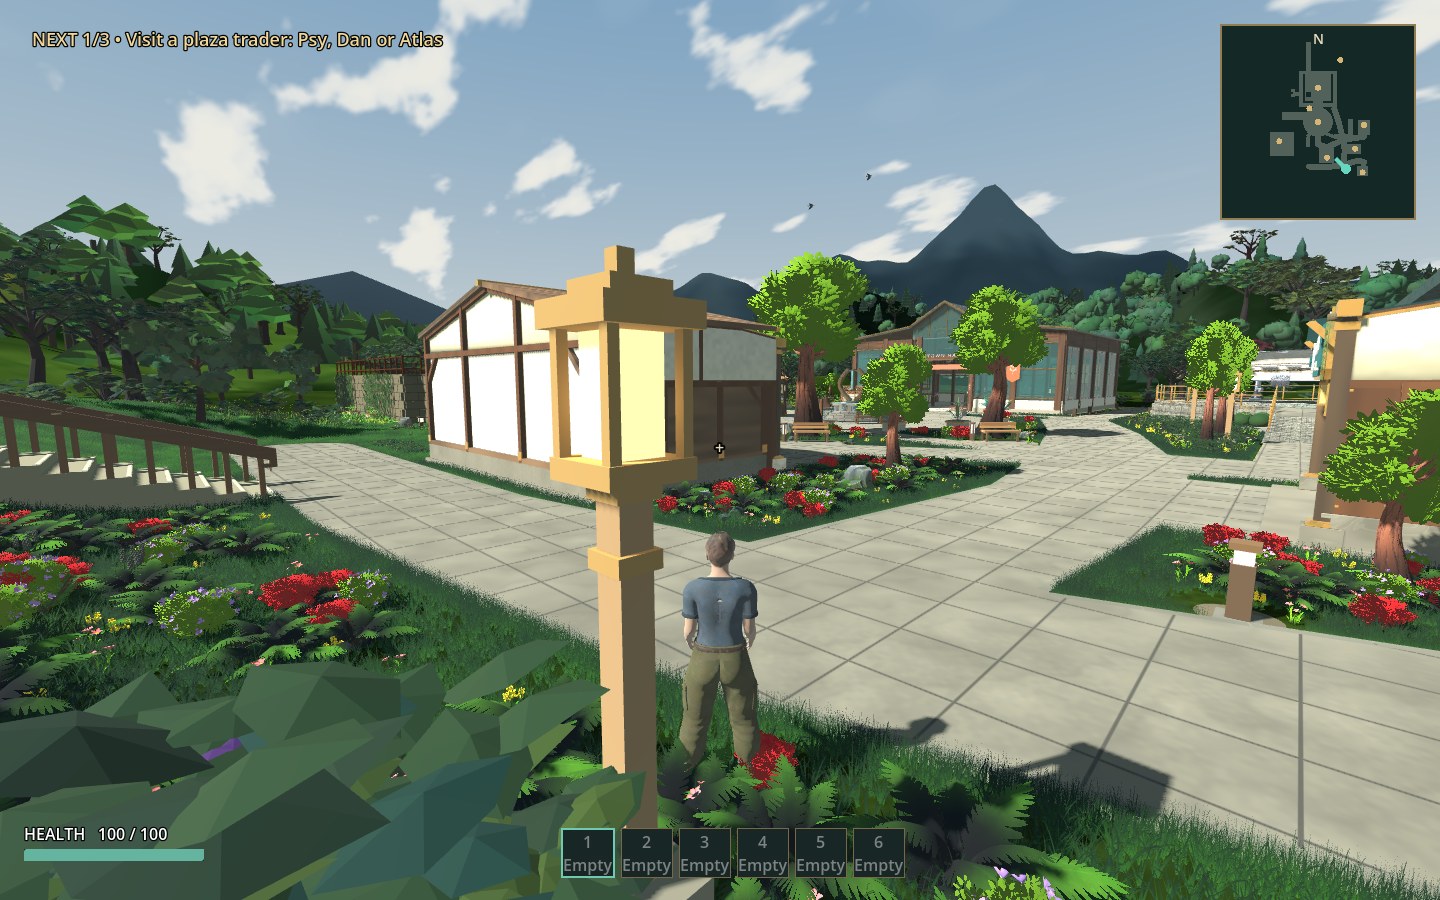 NEXT 1/3 • Visit a plaza trader: Psy, Dan or Atlas
N
HEALTH 100 / 100
1
Empty
2
Empty
3
Empty
4
Empty
5
Empty
6
Empty